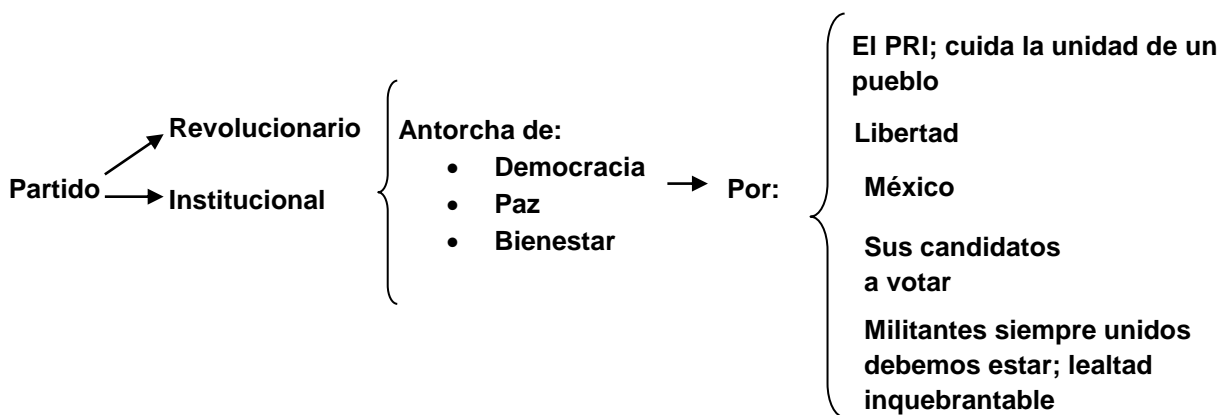 Partido
Revolucionario
Institucional
Antorcha de:
• Democracia
• Paz
• Bienestar
Por:
El PRI; cuida la unidad de un
pueblo
Libertad
México
Sus candidatos
a votar
Militantes siempre unidos
debemos estar; lealtad
inquebrantable